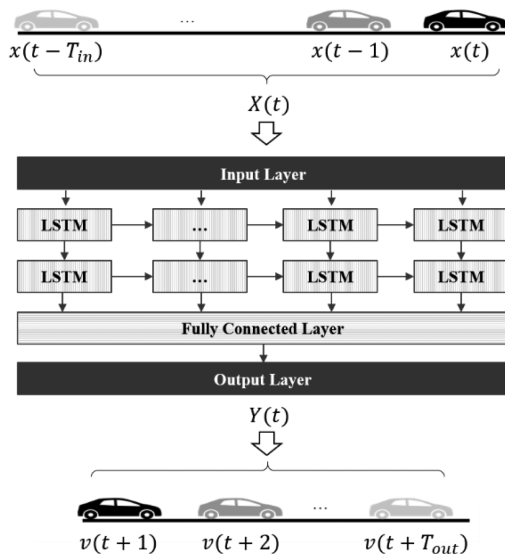 ...
x(t − T_in) x(t − 1) x(t)
X(t)
Input Layer
LSTM ... LSTM LSTM
LSTM ... LSTM LSTM
Fully Connected Layer
Output Layer
Y(t)
...
v(t + 1) v(t + 2) v(t + T_out)